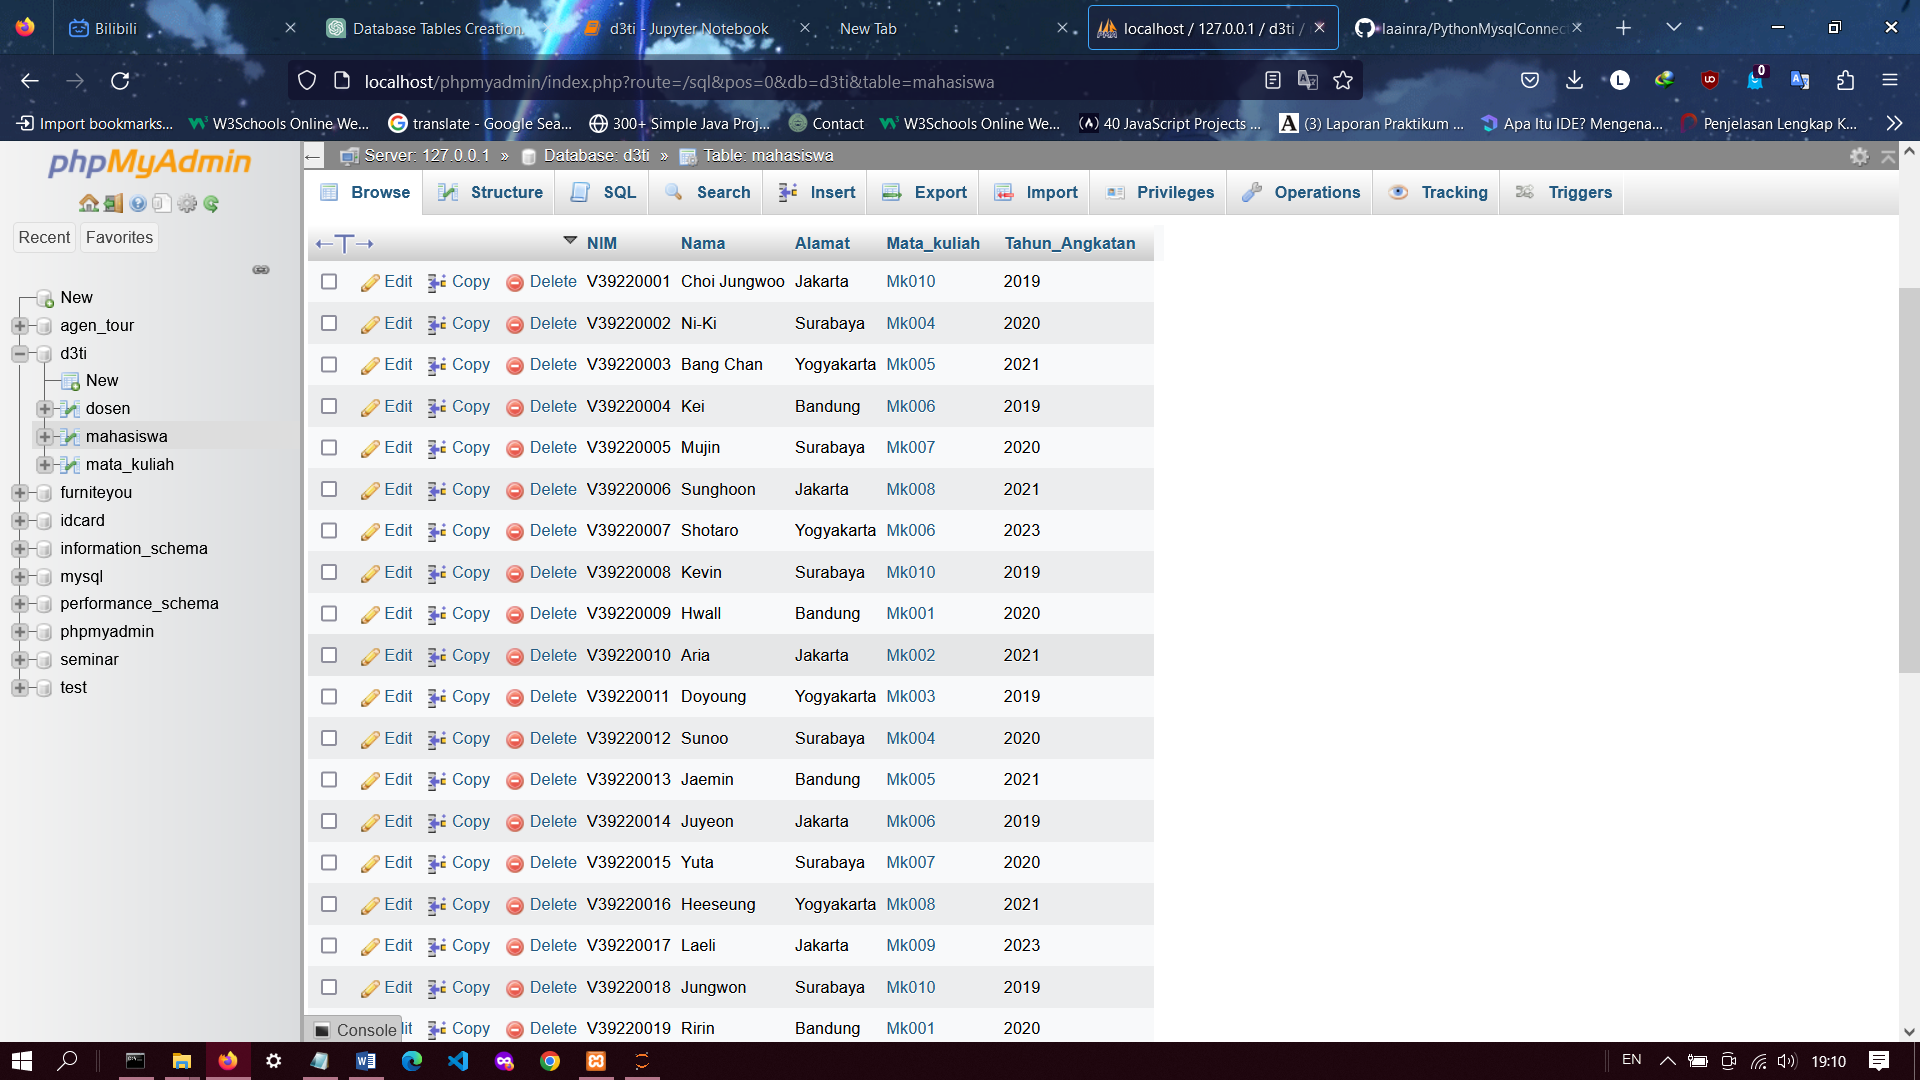 Bilibili
Database Tables Creation.
d3ti - Jupyter Notebook
New Tab
localhost / 127.0.0.1 / d3ti /
laainra/PythonMysqlConnect
localhost/phpmyadmin/index.php?route=/sql&pos=0&db=d3ti&table=mahasiswa
Import bookmarks...
W3Schools Online We...
translate - Google Sea...
300+ Simple Java Proj...
Contact
W3Schools Online We...
40 JavaScript Projects ...
(3) Laporan Praktikum ...
Apa Itu IDE? Mengena...
Penjelasan Lengkap K...
phpMyAdmin
Recent Favorites
New
agen_tour
d3ti
New
dosen
mahasiswa
mata_kuliah
furniteyou
idcard
information_schema
mysql
performance_schema
phpmyadmin
seminar
test
Server: 127.0.0.1 » Database: d3ti » Table: mahasiswa
Browse Structure SQL Search Insert Export Import Privileges Operations Tracking Triggers
NIM Nama Alamat Mata_kuliah Tahun_Angkatan
Edit Copy Delete V39220001 Choi Jungwoo Jakarta Mk010 2019
Edit Copy Delete V39220002 Ni-Ki Surabaya Mk004 2020
Edit Copy Delete V39220003 Bang Chan Yogyakarta Mk005 2021
Edit Copy Delete V39220004 Kei Bandung Mk006 2019
Edit Copy Delete V39220005 Mujin Surabaya Mk007 2020
Edit Copy Delete V39220006 Sunghoon Jakarta Mk008 2021
Edit Copy Delete V39220007 Shotaro Yogyakarta Mk006 2023
Edit Copy Delete V39220008 Kevin Surabaya Mk010 2019
Edit Copy Delete V39220009 Hwall Bandung Mk001 2020
Edit Copy Delete V39220010 Aria Jakarta Mk002 2021
Edit Copy Delete V39220011 Doyoung Yogyakarta Mk003 2019
Edit Copy Delete V39220012 Sunoo Surabaya Mk004 2020
Edit Copy Delete V39220013 Jaemin Bandung Mk005 2021
Edit Copy Delete V39220014 Juyeon Jakarta Mk006 2019
Edit Copy Delete V39220015 Yuta Surabaya Mk007 2020
Edit Copy Delete V39220016 Heeseung Yogyakarta Mk008 2021
Edit Copy Delete V39220017 Laeli Jakarta Mk009 2023
Edit Copy Delete V39220018 Jungwon Surabaya Mk010 2019
Copy Delete V39220019 Ririn Bandung Mk001 2020
Console
EN 19:10